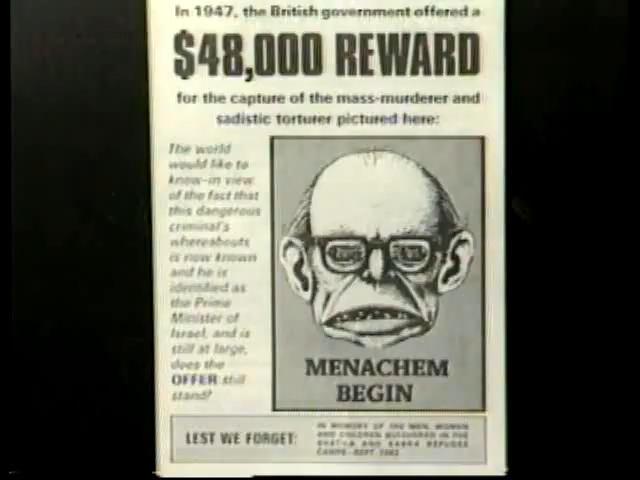 In 1947, the British government offered a
$48,000 REWARD
for the capture of the mass-murderer and
sadistic torturer pictured here:
The world
would like to
know—in view
of the fact that
this dangerous
criminal's
whereabouts
is now known
and he is
identified as
the Prime
Minister of
Israel, and is
still at large,
does the
OFFER still
stand?
MENACHEM
BEGIN
LEST WE FORGET:
IN MEMORY OF THE MEN, WOMEN
AND CHILDREN BUTCHERED IN THE
SHATILA AND SABRA REFUGEE
CAMPS—SEPT 1982